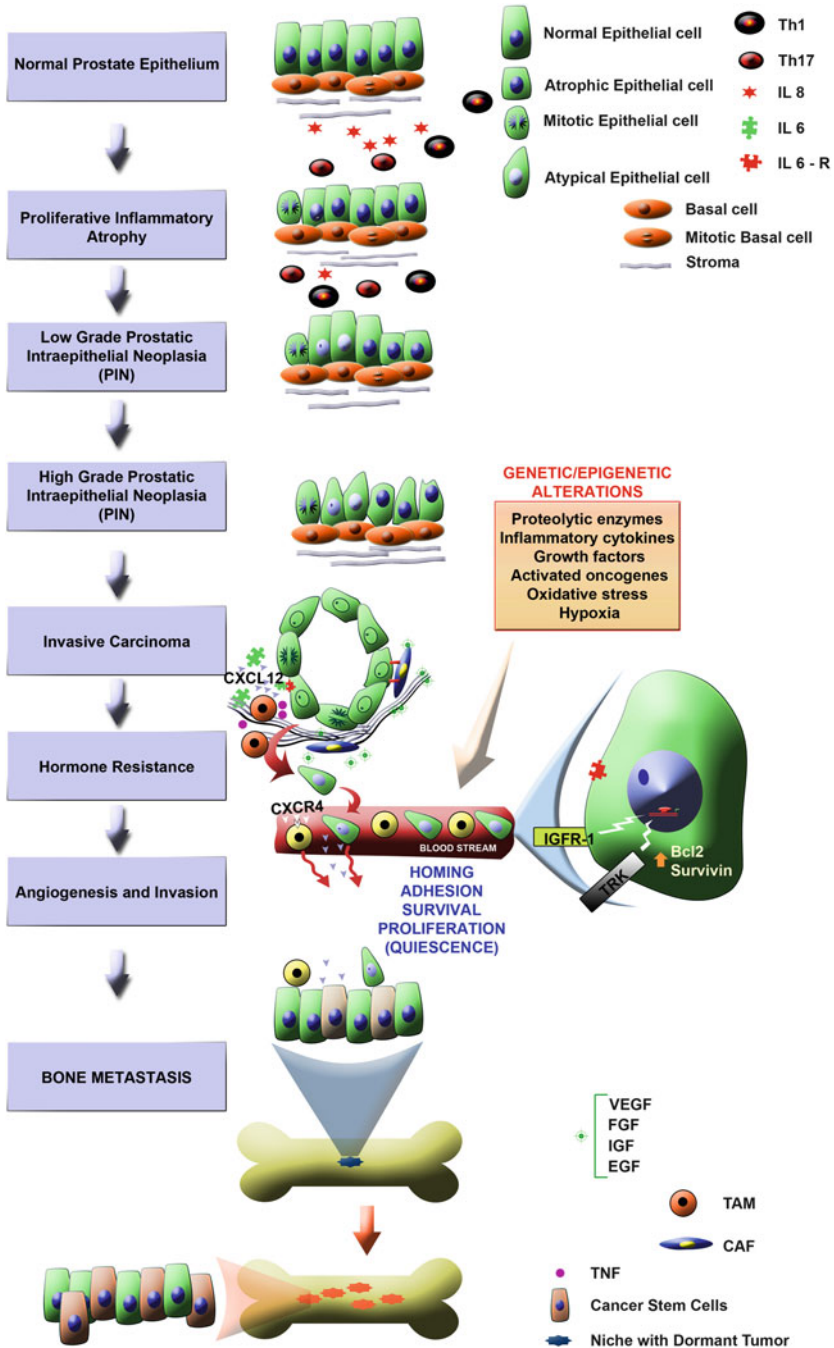 Normal Prostate Epithelium
Proliferative Inflammatory
Atrophy
Low Grade Prostatic
Intraepithelial Neoplasia
(PIN)
High Grade Prostatic
Intraepithelial Neoplasia
(PIN)
Invasive Carcinoma
Hormone Resistance
Angiogenesis and Invasion
BONE METASTASIS
Normal Epithelial cell
Atrophic Epithelial cell
Mitotic Epithelial cell
Atypical Epithelial cell
Th1
Th17
IL 8
IL 6
IL 6 - R
Basal cell
Mitotic Basal cell
Stroma
GENETIC/EPIGENETIC
ALTERATIONS
Proteolytic enzymes
Inflammatory cytokines
Growth factors
Activated oncogenes
Oxidative stress
Hypoxia
CXCL12
CXCR4
BLOOD STREAM
HOMING
ADHESION
SURVIVAL
PROLIFERATION
(QUIESCENCE)
IGFR-1
TRK
Bcl2
Survivin
VEGF
FGF
IGF
EGF
TAM
CAF
TNF
Cancer Stem Cells
Niche with Dormant Tumor